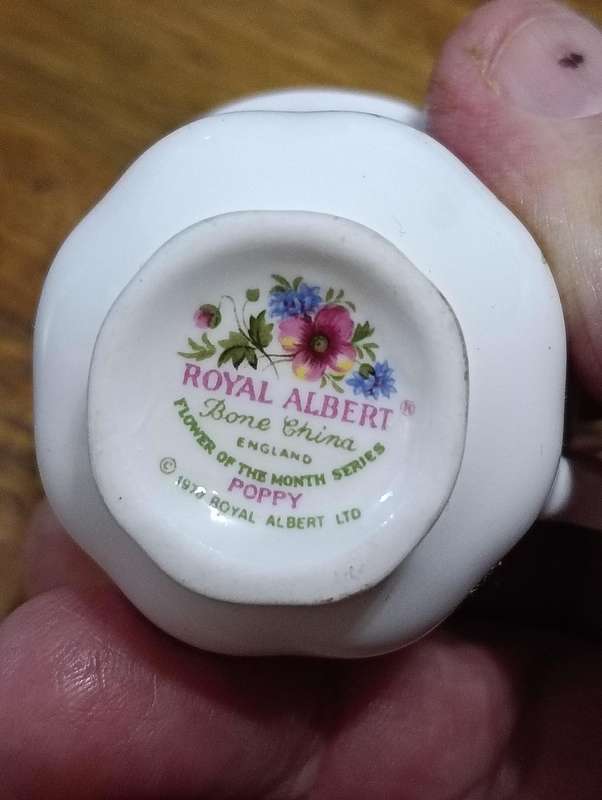 ROYAL ALBERT ®
Bone China
ENGLAND
FLOWER OF THE MONTH SERIES
POPPY
© ROYAL ALBERT LTD